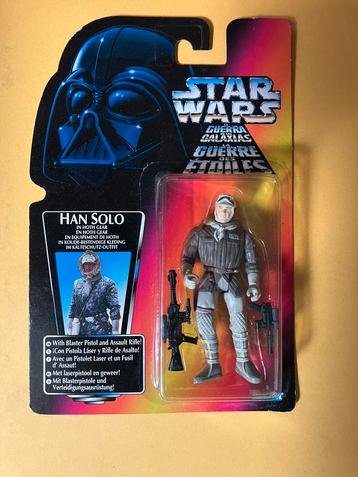 STAR
WARS
LA GUERRA
DE LAS
GALAXIAS
LA GUERRE
DES
ETOILES
HAN SOLO
IN HOTH GEAR
EN HOTH GEAR
EN EQUIPEMENT DE HOTH
IN KOUDE-BESTENDIGE KLEDING
IM KÄLTESCHUTZ-OUTFIT
With Blaster Pistol and Assault Rifle!
¡Con Pistola Láser y Rifle de Asalto!
Avec un Pistolet Laser et un Fusil
d' Assaut!
Met laserpistool en geweer!
Mit Blasterpistole und
Verteidigungsausrüstung!